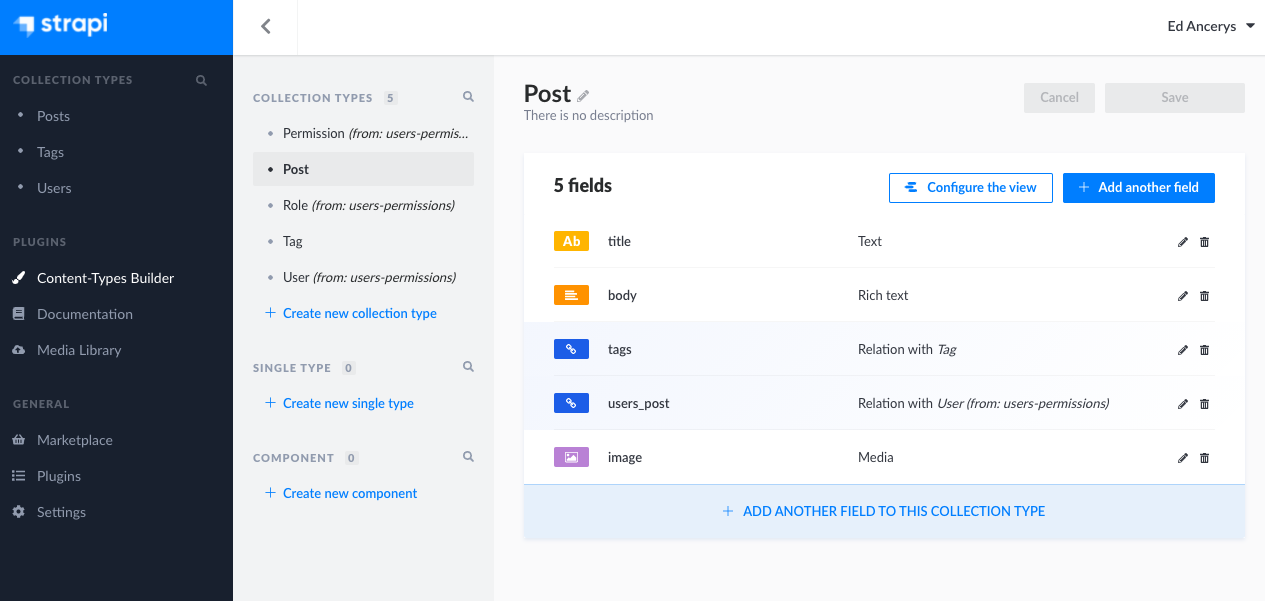 strapi
COLLECTION TYPES
Posts
Tags
Users
PLUGINS
Content-Types Builder
Documentation
Media Library
GENERAL
Marketplace
Plugins
Settings
Ed Ancerys
COLLECTION TYPES 5
Permission (from: users-permis...
Post
Role (from: users-permissions)
Tag
User (from: users-permissions)
Create new collection type
SINGLE TYPE 0
Create new single type
COMPONENT 0
Create new component
Post
There is no description
Cancel Save
5 fields
Configure the view
Add another field
Ab title Text
body Rich text
tags Relation with Tag
users_post Relation with User (from: users-permissions)
image Media
ADD ANOTHER FIELD TO THIS COLLECTION TYPE